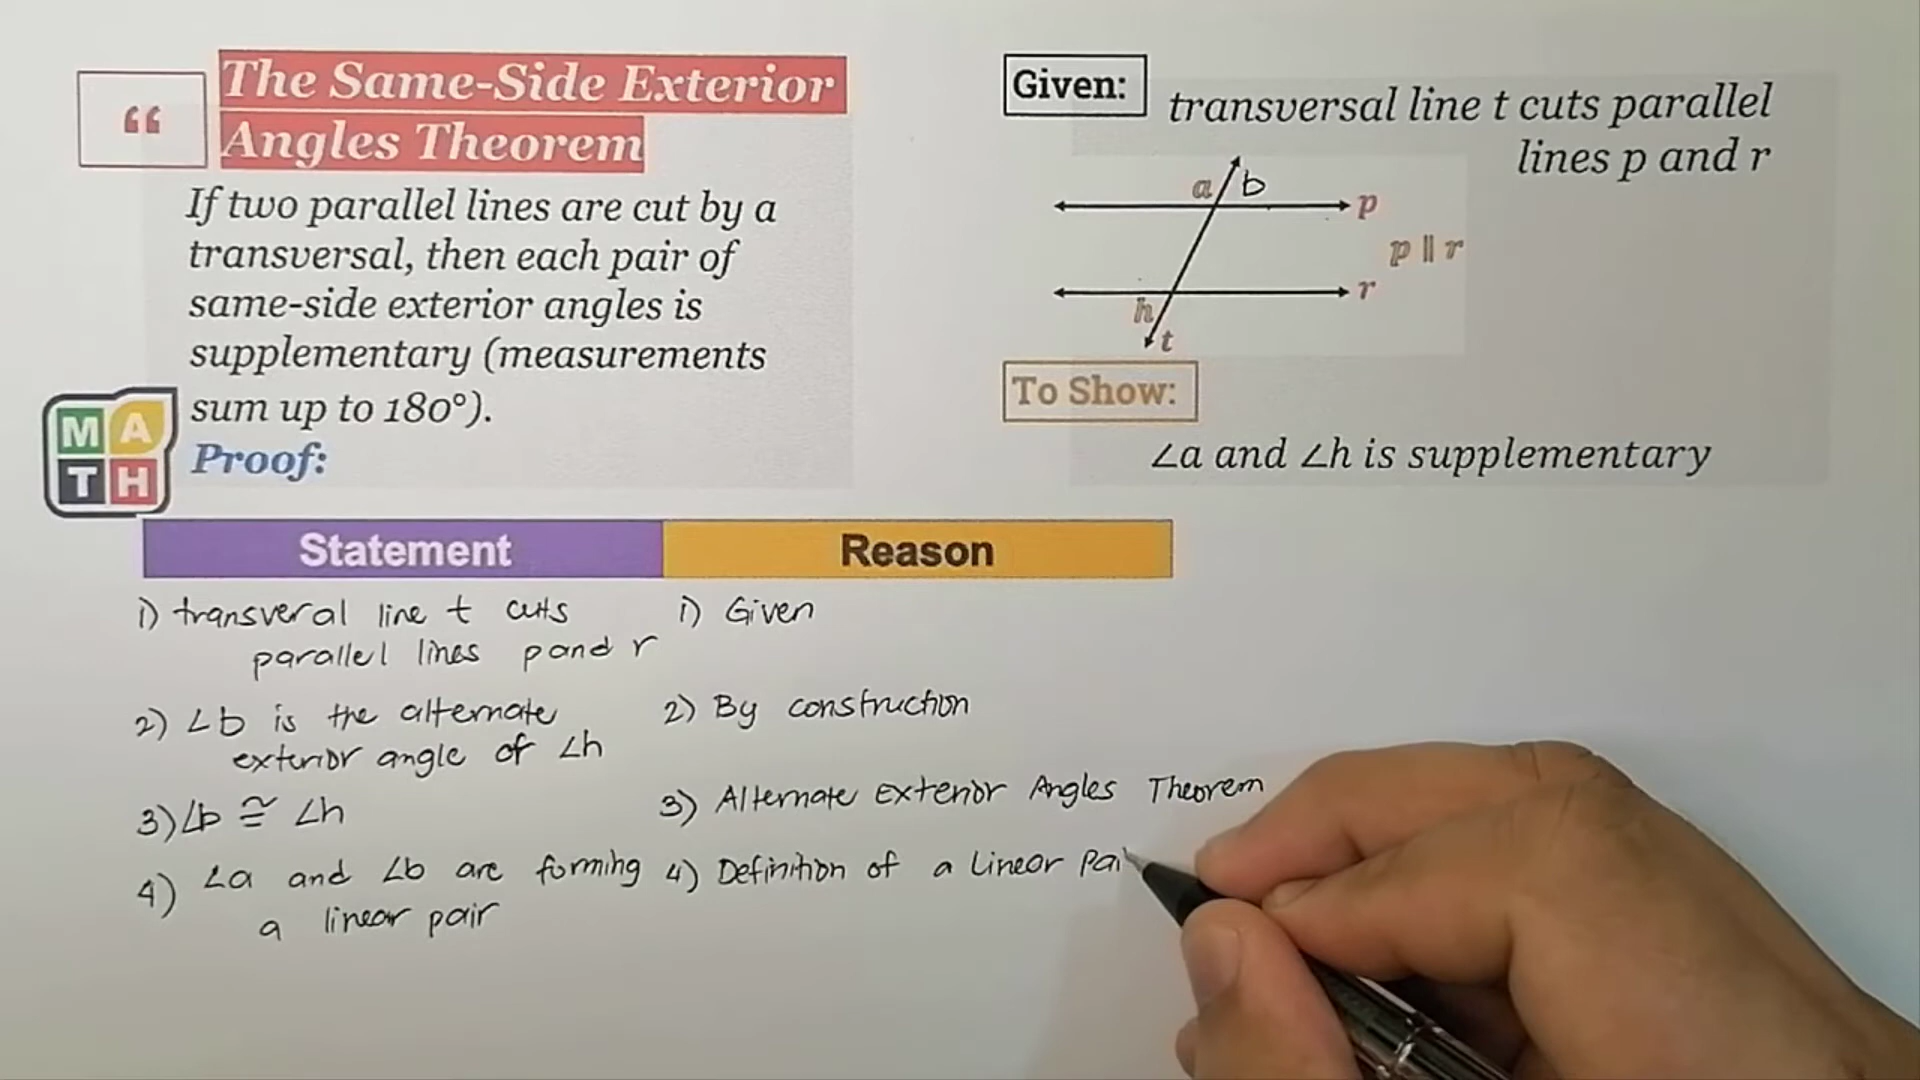 “
The Same-Side Exterior
Angles Theorem
If two parallel lines are cut by a
transversal, then each pair of
same-side exterior angles is
supplementary (measurements
sum up to 180°).
M A
T H
Proof:
Given:
transversal line t cuts parallel
lines p and r
a b
p
p ∥ r
r
h
t
To Show:
∠a and ∠h is supplementary
Statement Reason
1) transveral line t cuts
parallel lines p and r
1) Given
2) ∠b is the alternate
exterior angle of ∠h
2) By construction
3) ∠b ≅ ∠h
3) Alternate Exterior Angles Theorem
4) ∠a and ∠b are forming
a linear pair
4) Definition of a Linear Pai